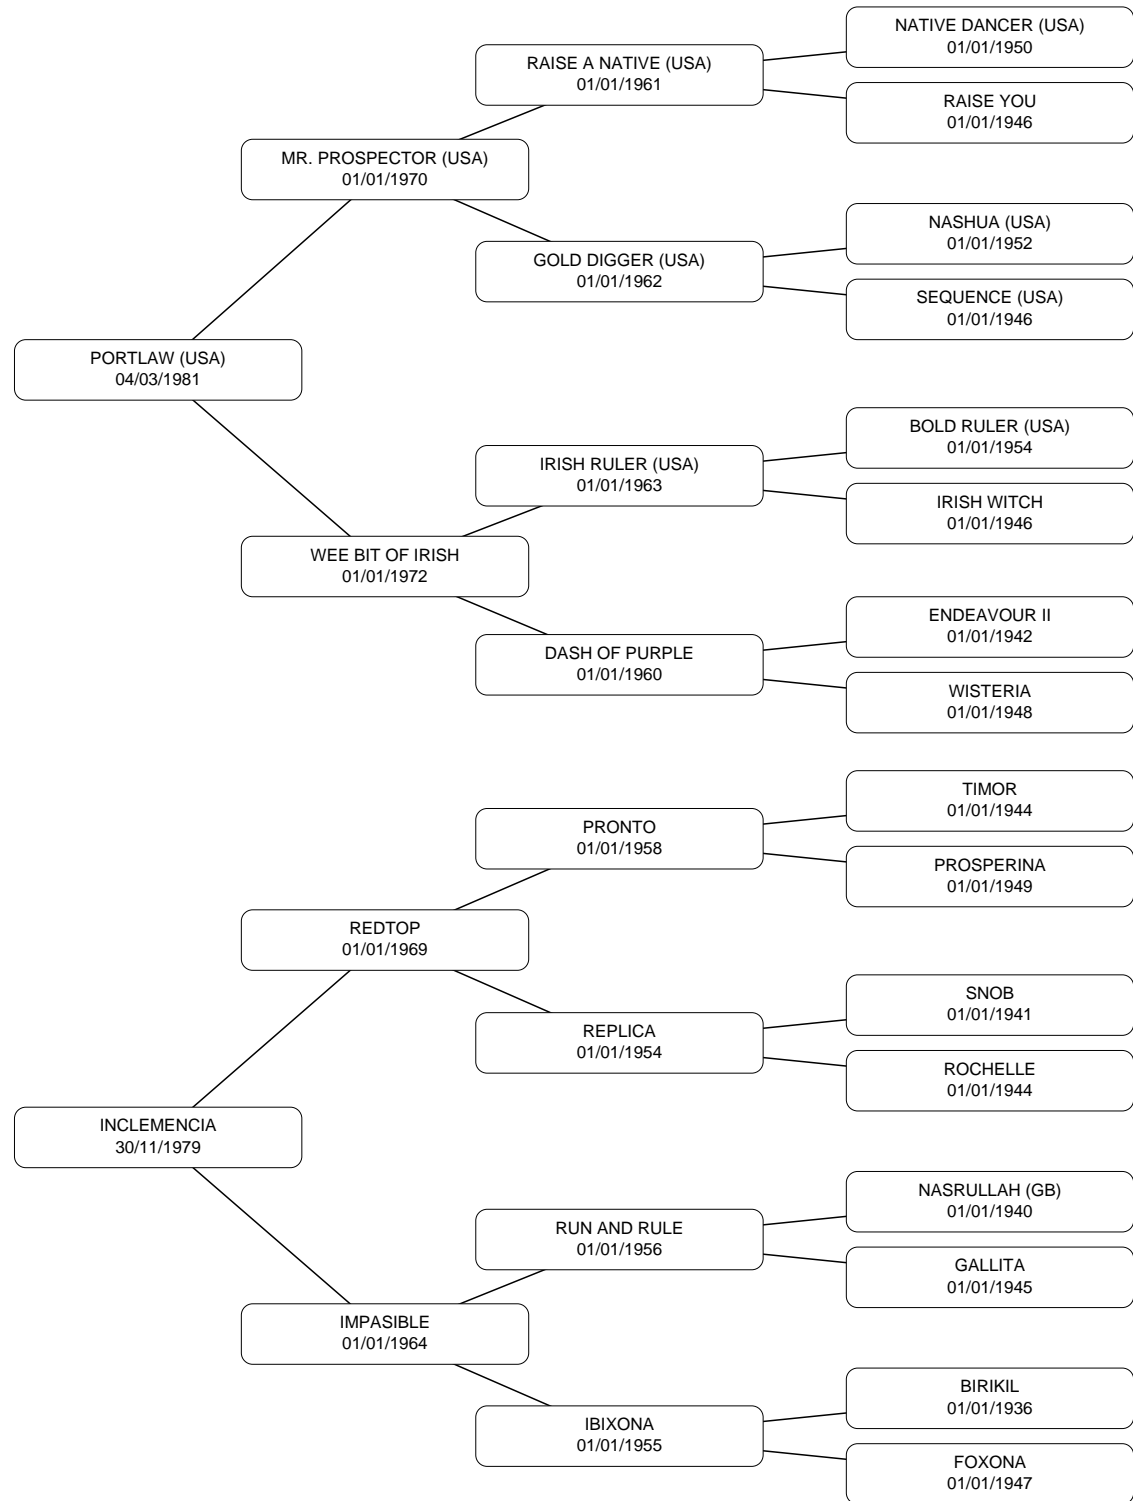 NATIVE DANCER (USA)
01/01/1950
RAISE A NATIVE (USA)
01/01/1961
RAISE YOU
01/01/1946
MR. PROSPECTOR (USA)
01/01/1970
NASHUA (USA)
01/01/1952
GOLD DIGGER (USA)
01/01/1962
SEQUENCE (USA)
01/01/1946
PORTLAW (USA)
04/03/1981
BOLD RULER (USA)
01/01/1954
IRISH RULER (USA)
01/01/1963
IRISH WITCH
01/01/1946
WEE BIT OF IRISH
01/01/1972
ENDEAVOUR II
01/01/1942
DASH OF PURPLE
01/01/1960
WISTERIA
01/01/1948
TIMOR
01/01/1944
PRONTO
01/01/1958
PROSPERINA
01/01/1949
REDTOP
01/01/1969
SNOB
01/01/1941
REPLICA
01/01/1954
ROCHELLE
01/01/1944
INCLEMENCIA
30/11/1979
NASRULLAH (GB)
01/01/1940
RUN AND RULE
01/01/1956
GALLITA
01/01/1945
IMPASIBLE
01/01/1964
BIRIKIL
01/01/1936
IBIXONA
01/01/1955
FOXONA
01/01/1947